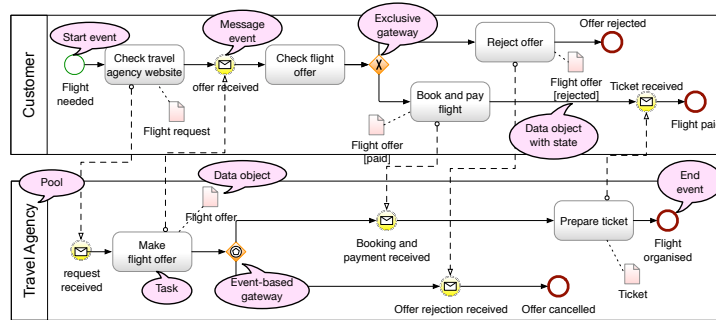 Customer
Start event
Flight
needed
Check travel
agency website
Flight request
Message
event
offer received
Check flight
offer
Exclusive
gateway
Reject offer
Offer rejected
Flight offer
[rejected]
Book and pay
flight
Flight offer
[paid]
Data object
with state
Ticket received
Flight paid
Travel Agency
Pool
request
received
Make
flight offer
Task
Data object
Flight offer
Event-based
gateway
Booking and
payment received
Offer rejection received
Offer cancelled
Prepare ticket
Ticket
End
event
Flight
organised